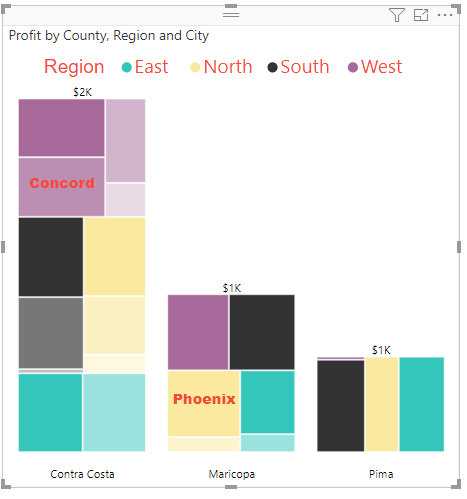 Profit by County, Region and City
Region East North South West
$2K
Concord
$1K
Phoenix
$1K
Contra Costa Maricopa Pima